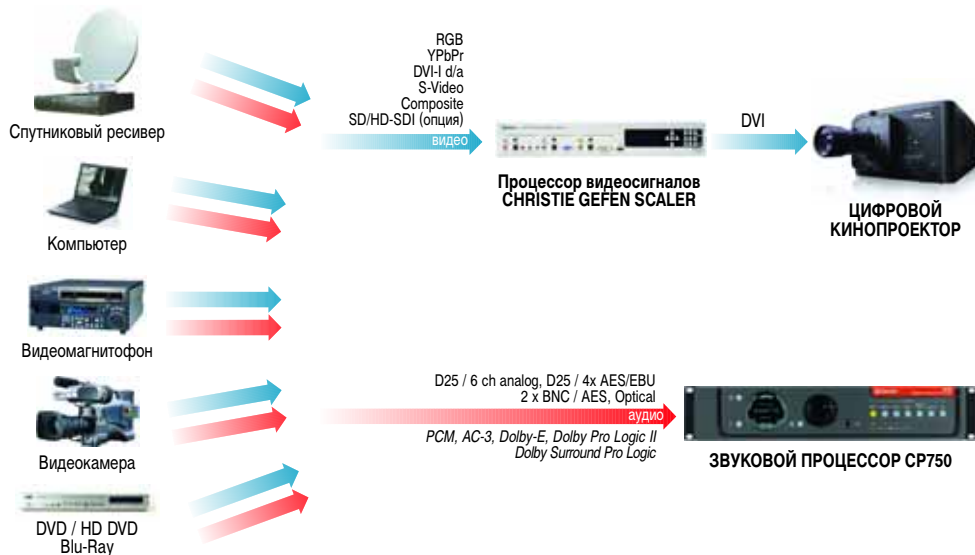 Спутниковый ресивер
Компьютер
Видеомагнитофон
Видеокамера
DVD / HD DVD
Blu-Ray
RGB
YPbPr
DVI-I d/a
S-Video
Composite
SD/HD-SDI (опция)
видео
Процессор видеосигналов
CHRISTIE GEFEN SCALER
DVI
ЦИФРОВОЙ
КИНОПРОЕКТОР
D25 / 6 ch analog, D25 / 4x AES/EBU
2 x BNC / AES, Optical
аудио
PCM, AC-3, Dolby-E, Dolby Pro Logic II
Dolby Surround Pro Logic
ЗВУКОВОЙ ПРОЦЕССОР CP750